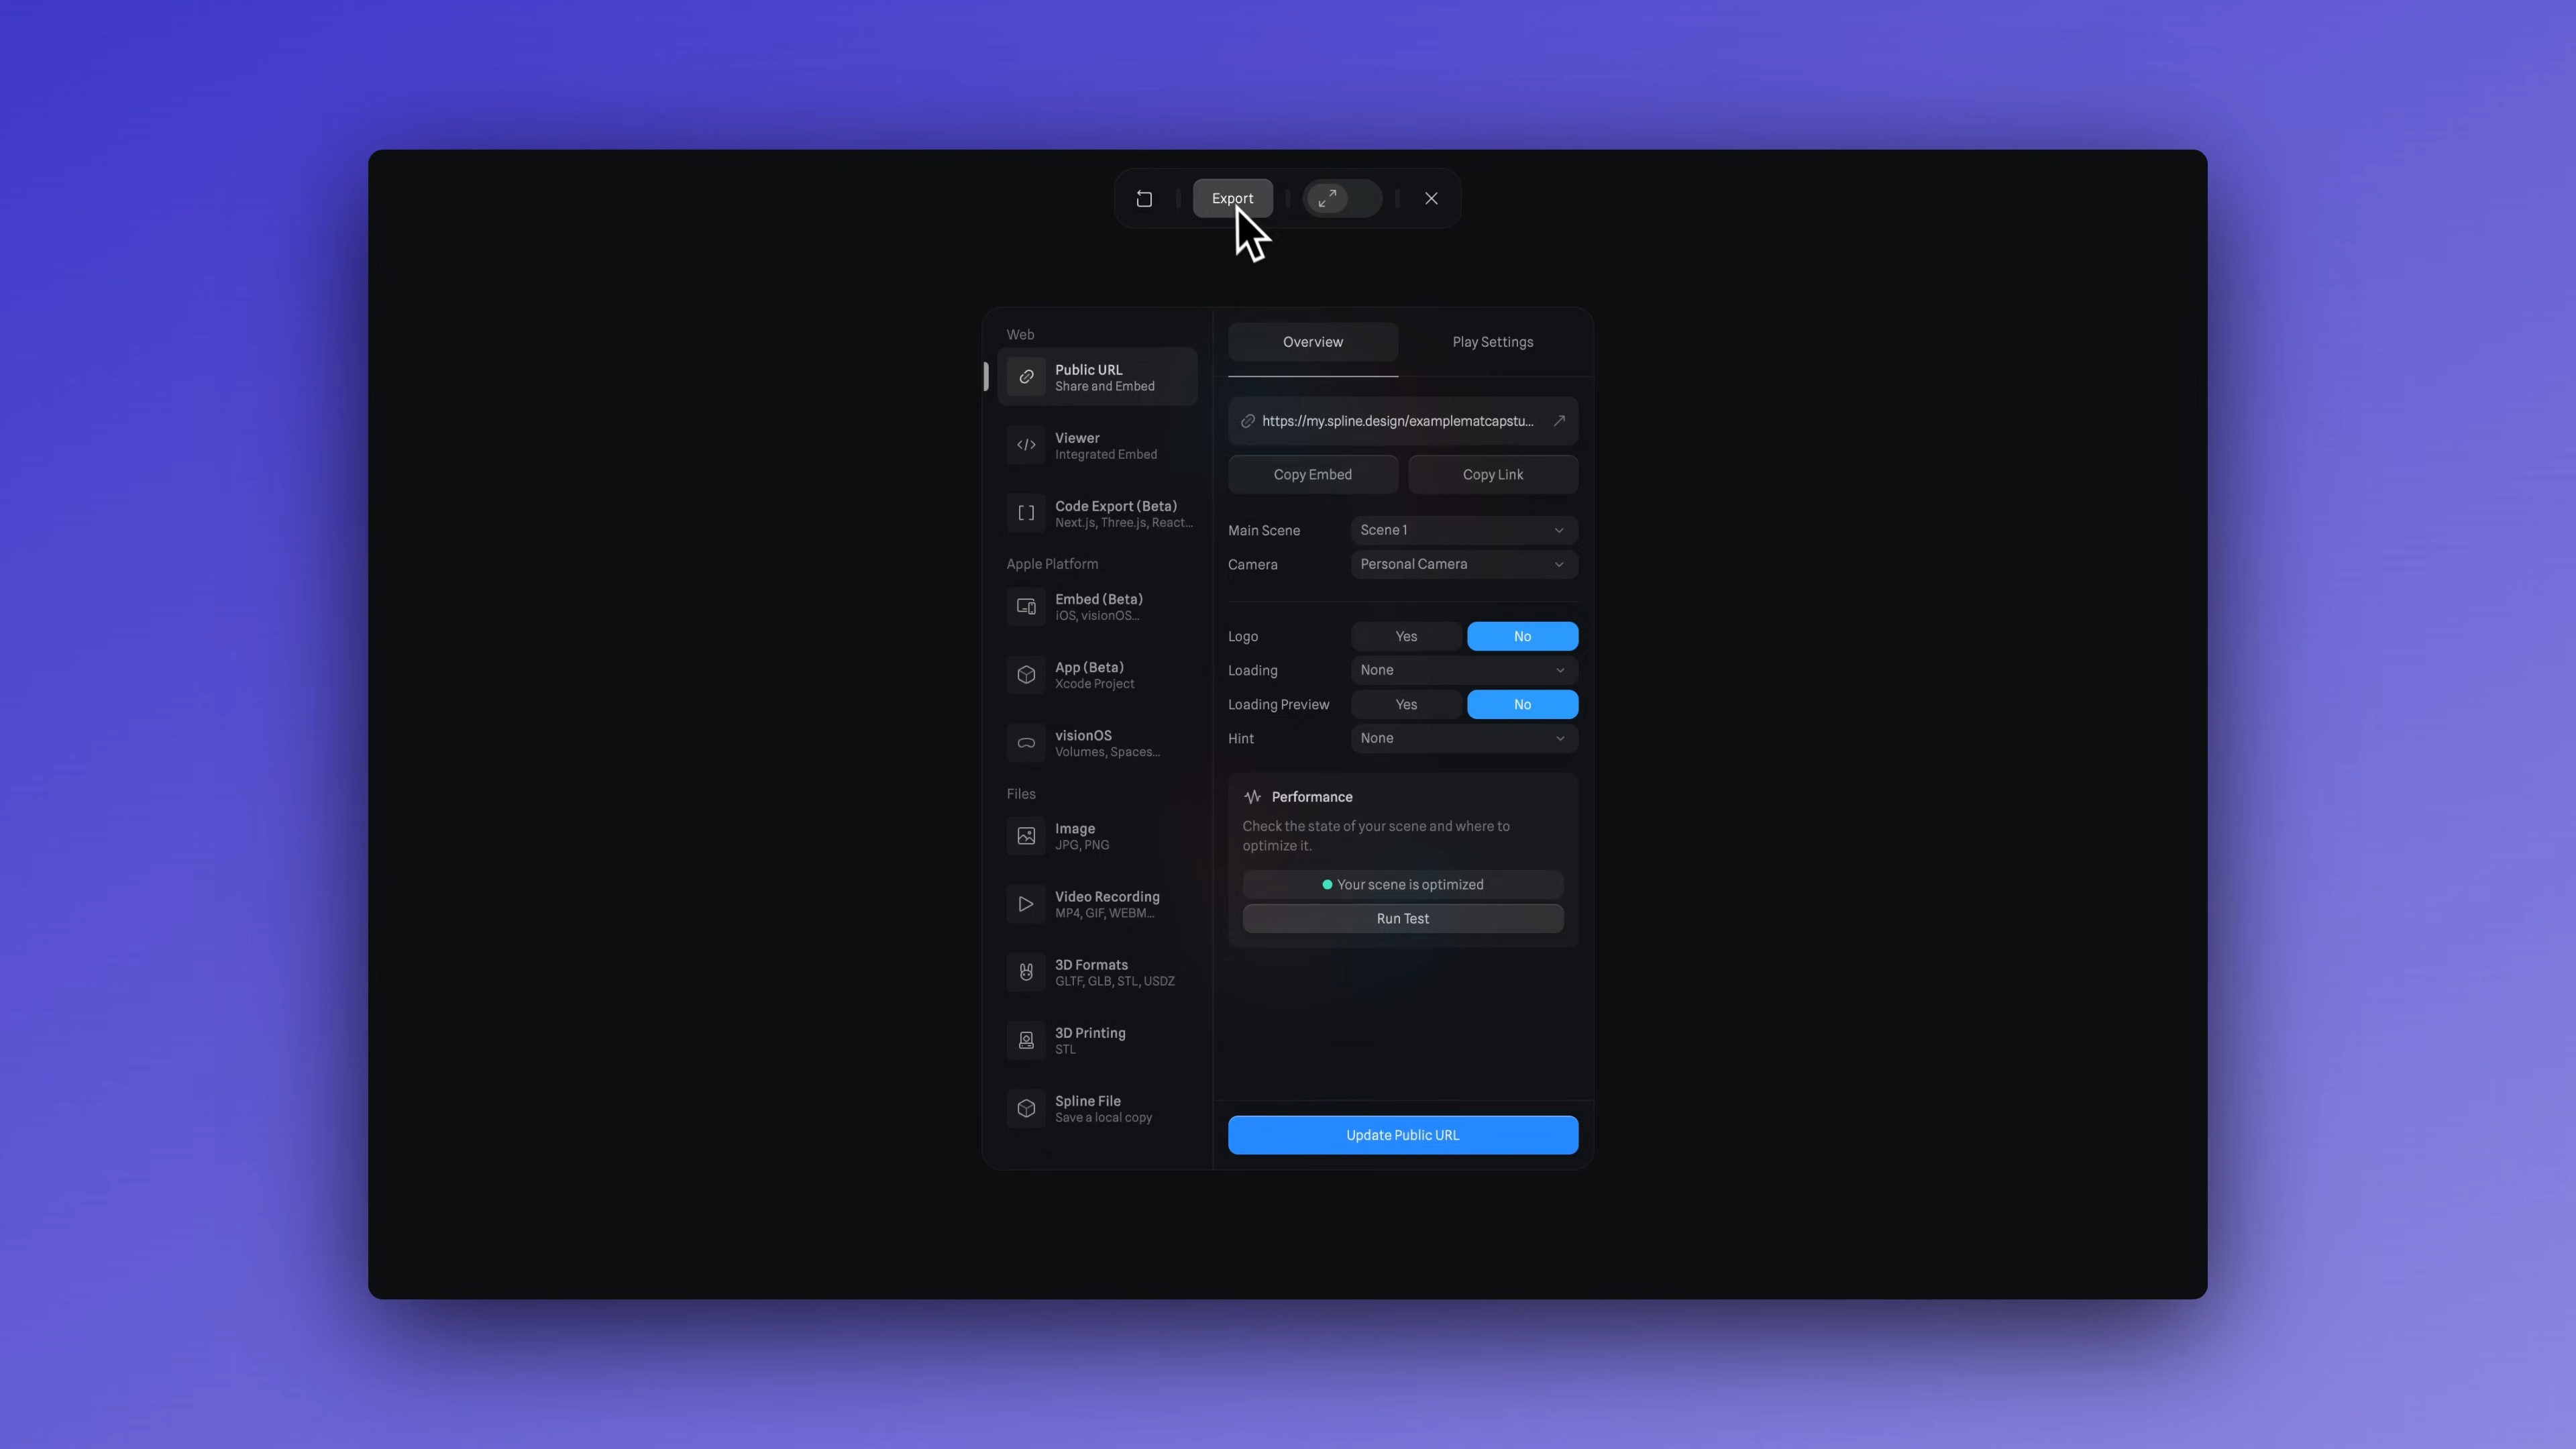 Export
Web
Public URL
Share and Embed
Viewer
Integrated Embed
Code Export (Beta)
Next.js, Three.js, React...
Apple Platform
Embed (Beta)
iOS, visionOS...
App (Beta)
Xcode Project
visionOS
Volumes, Spaces...
Files
Image
JPG, PNG
Video Recording
MP4, GIF, WEBM...
3D Formats
GLTF, GLB, STL, USDZ
3D Printing
STL
Spline File
Save a local copy
Overview Play Settings
https://my.spline.design/examplematcapstu...
Copy Embed Copy Link
Main Scene Scene 1
Camera Personal Camera
Logo Yes No
Loading None
Loading Preview Yes No
Hint None
Performance
Check the state of your scene and where to
optimize it.
Your scene is optimized
Run Test
Update Public URL